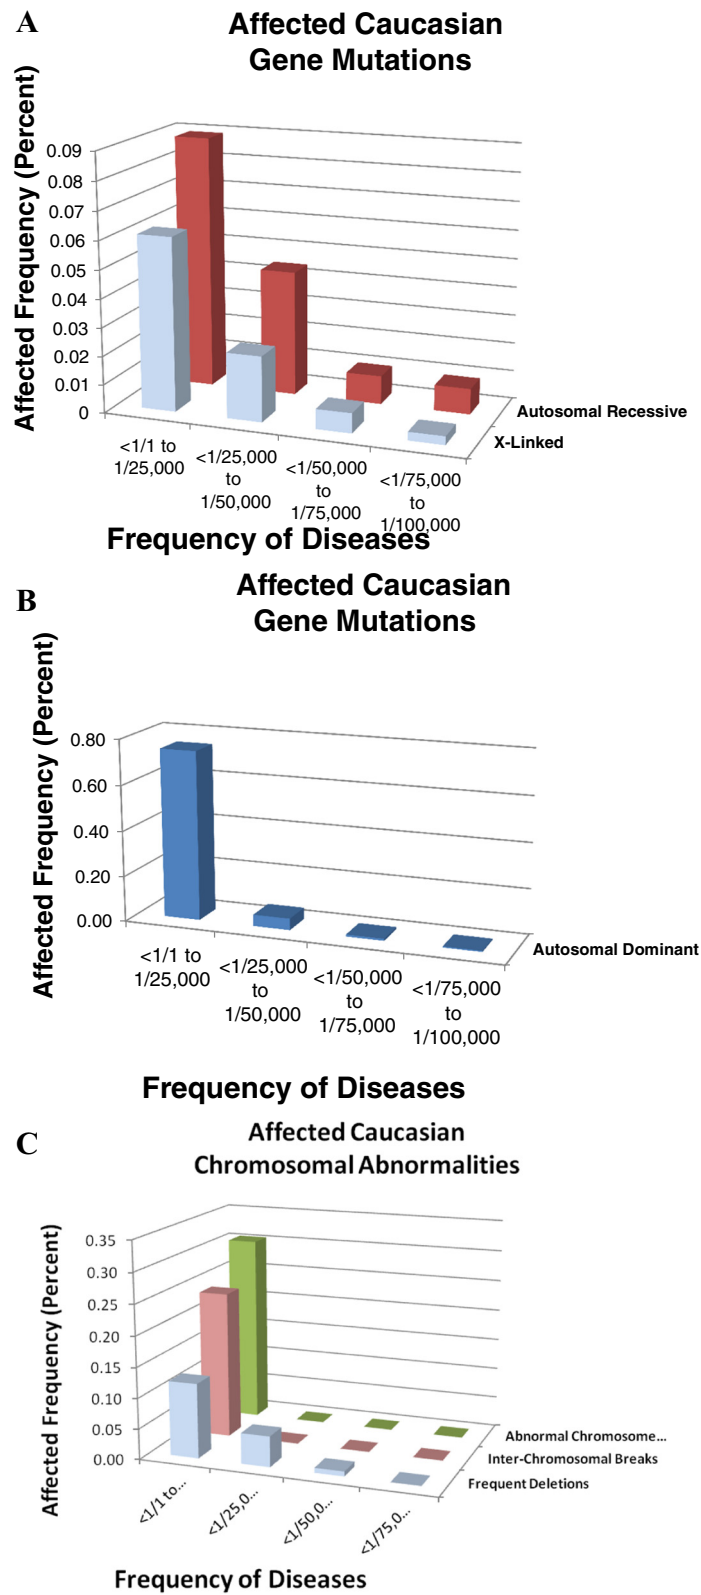 A
Affected Caucasian
Gene Mutations
Affected Frequency (Percent)
0.09
0.08
0.07
0.06
0.05
0.04
0.03
0.02
0.01
0
<1/1 to
1/25,000
<1/25,000
to
1/50,000
<1/50,000
to
1/75,000
<1/75,000
to
1/100,000
Autosomal Recessive
X-Linked
Frequency of Diseases
B
Affected Caucasian
Gene Mutations
Affected Frequency (Percent)
0.80
0.60
0.40
0.20
0.00
<1/1 to
1/25,000
<1/25,000
to
1/50,000
<1/50,000
to
1/75,000
<1/75,000
to
1/100,000
Autosomal Dominant
Frequency of Diseases
C
Affected Caucasian
Chromosomal Abnormalities
Affected Frequency (Percent)
0.35
0.30
0.25
0.20
0.15
0.10
0.05
0.00
<1/1 to...
<1/25,0...
<1/50,0...
<1/75,0...
Abnormal Chromosome...
Inter-Chromosomal Breaks
Frequent Deletions
Frequency of Diseases